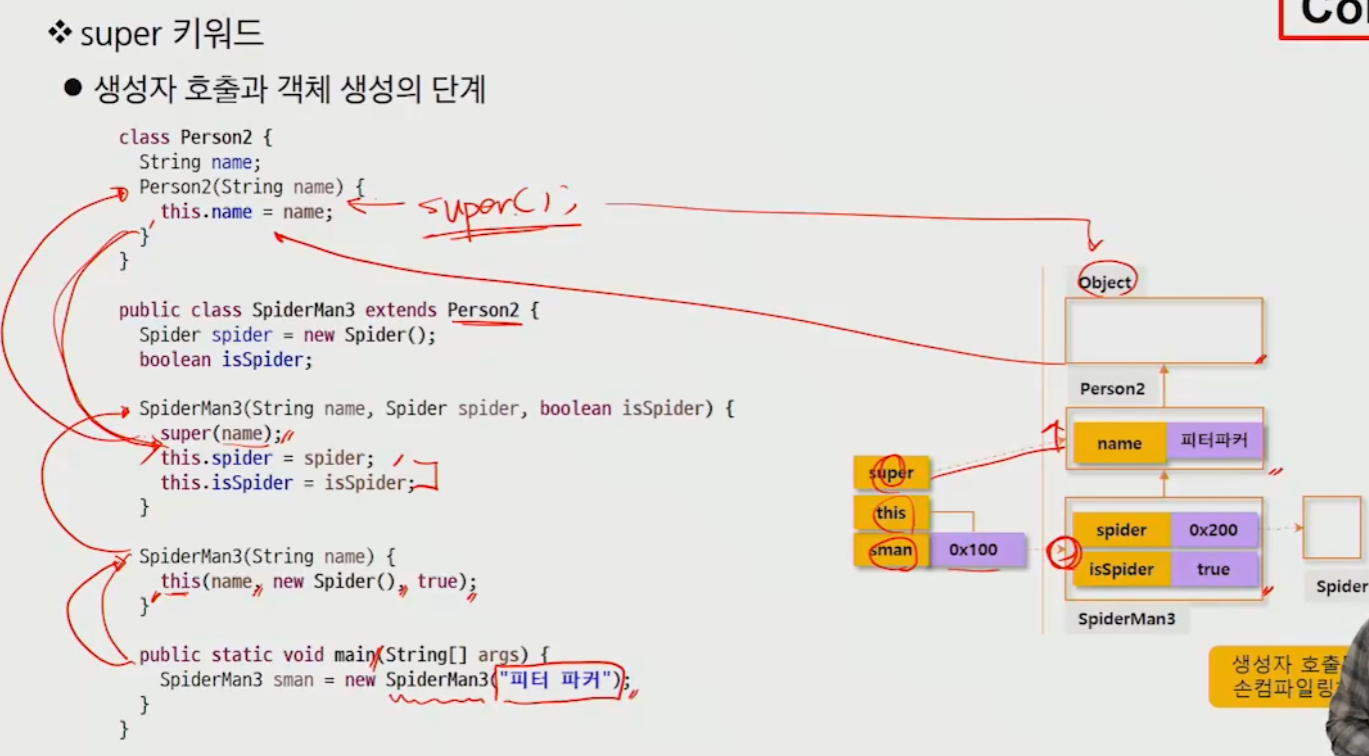 Co
❖ super 키워드
● 생성자 호출과 객체 생성의 단계
class Person2 {
String name;
Person2(String name) {
this.name = name;
}
}
super();
public class SpiderMan3 extends Person2 {
Spider spider = new Spider();
boolean isSpider;
SpiderMan3(String name, Spider spider, boolean isSpider) {
super(name);
this.spider = spider;
this.isSpider = isSpider;
}
SpiderMan3(String name) {
this(name, new Spider(), true);
}
public static void main(String[] args) {
SpiderMan3 sman = new SpiderMan3("피터 파커");
}
}
Object
Person2
name 피터파커
super
this
sman 0x100
spider 0x200
isSpider true
SpiderMan3
Spider
생성자 호출
손컴파일링